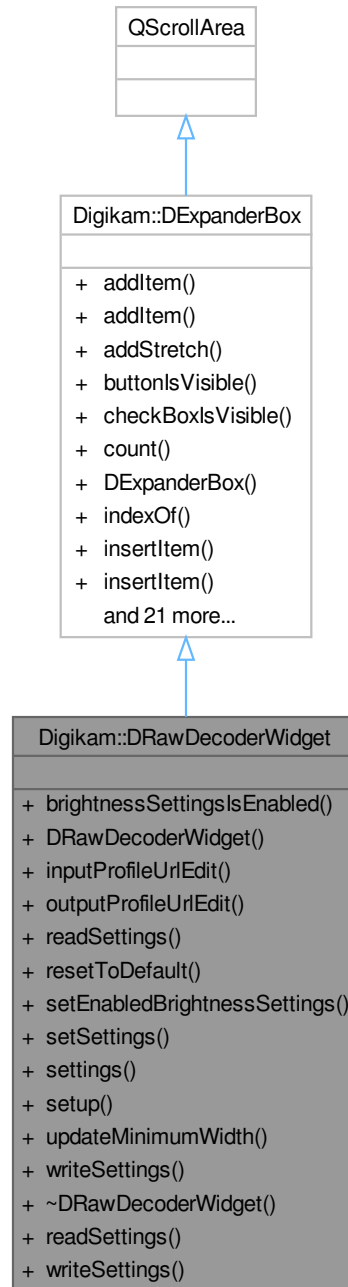 QScrollArea
Digikam::DExpanderBox
+ addItem()
+ addItem()
+ addStretch()
+ buttonIsVisible()
+ checkBoxIsVisible()
+ count()
+ DExpanderBox()
+ indexOf()
+ insertItem()
+ insertItem()
and 21 more...
Digikam::DRawDecoderWidget
+ brightnessSettingsIsEnabled()
+ DRawDecoderWidget()
+ inputProfileUrlEdit()
+ outputProfileUrlEdit()
+ readSettings()
+ resetToDefault()
+ setEnabledBrightnessSettings()
+ setSettings()
+ settings()
+ setup()
+ updateMinimumWidth()
+ writeSettings()
+ ~DRawDecoderWidget()
+ readSettings()
+ writeSettings()